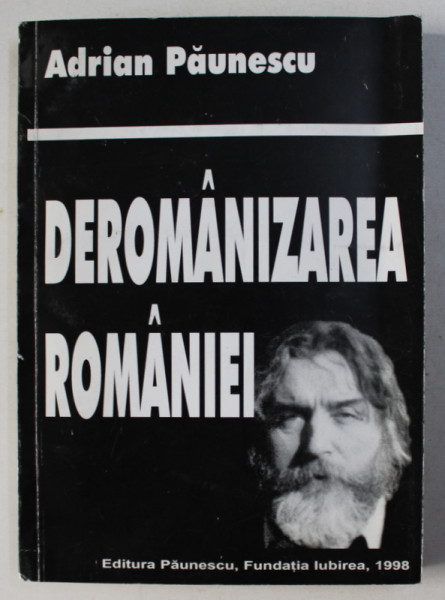 Adrian Păunescu
DEROMÂNIZAREA
ROMÂNIEI
Editura Păunescu, Fundația Iubirea, 1998